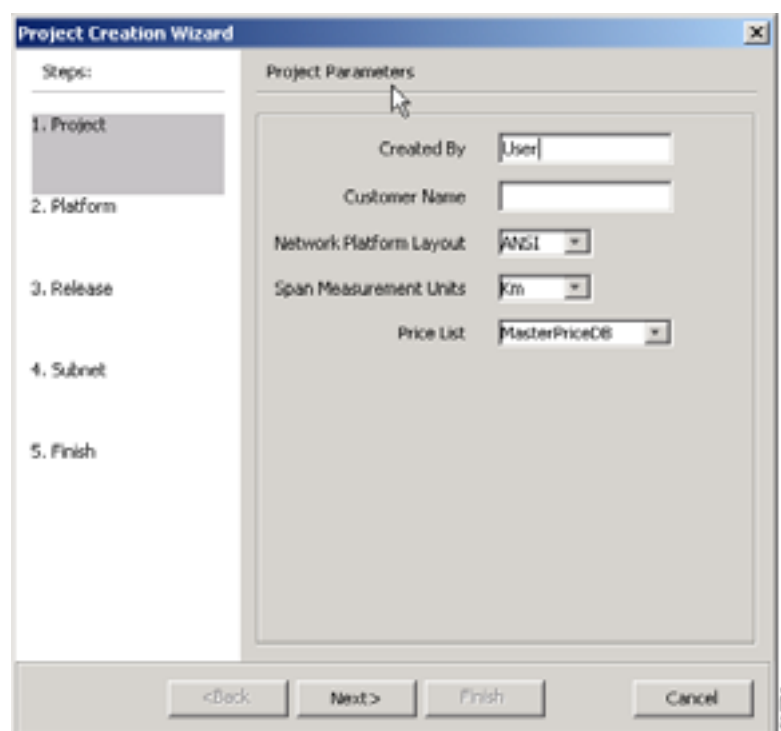 Project Creation Wizard
Steps:
1. Project
2. Platform
3. Release
4. Subnet
5. Finish
Project Parameters
Created By User
Customer Name
Network Platform Layout ANSI
Span Measurement Units Km
Price List MasterPriceDB
<Back Next> Finish Cancel